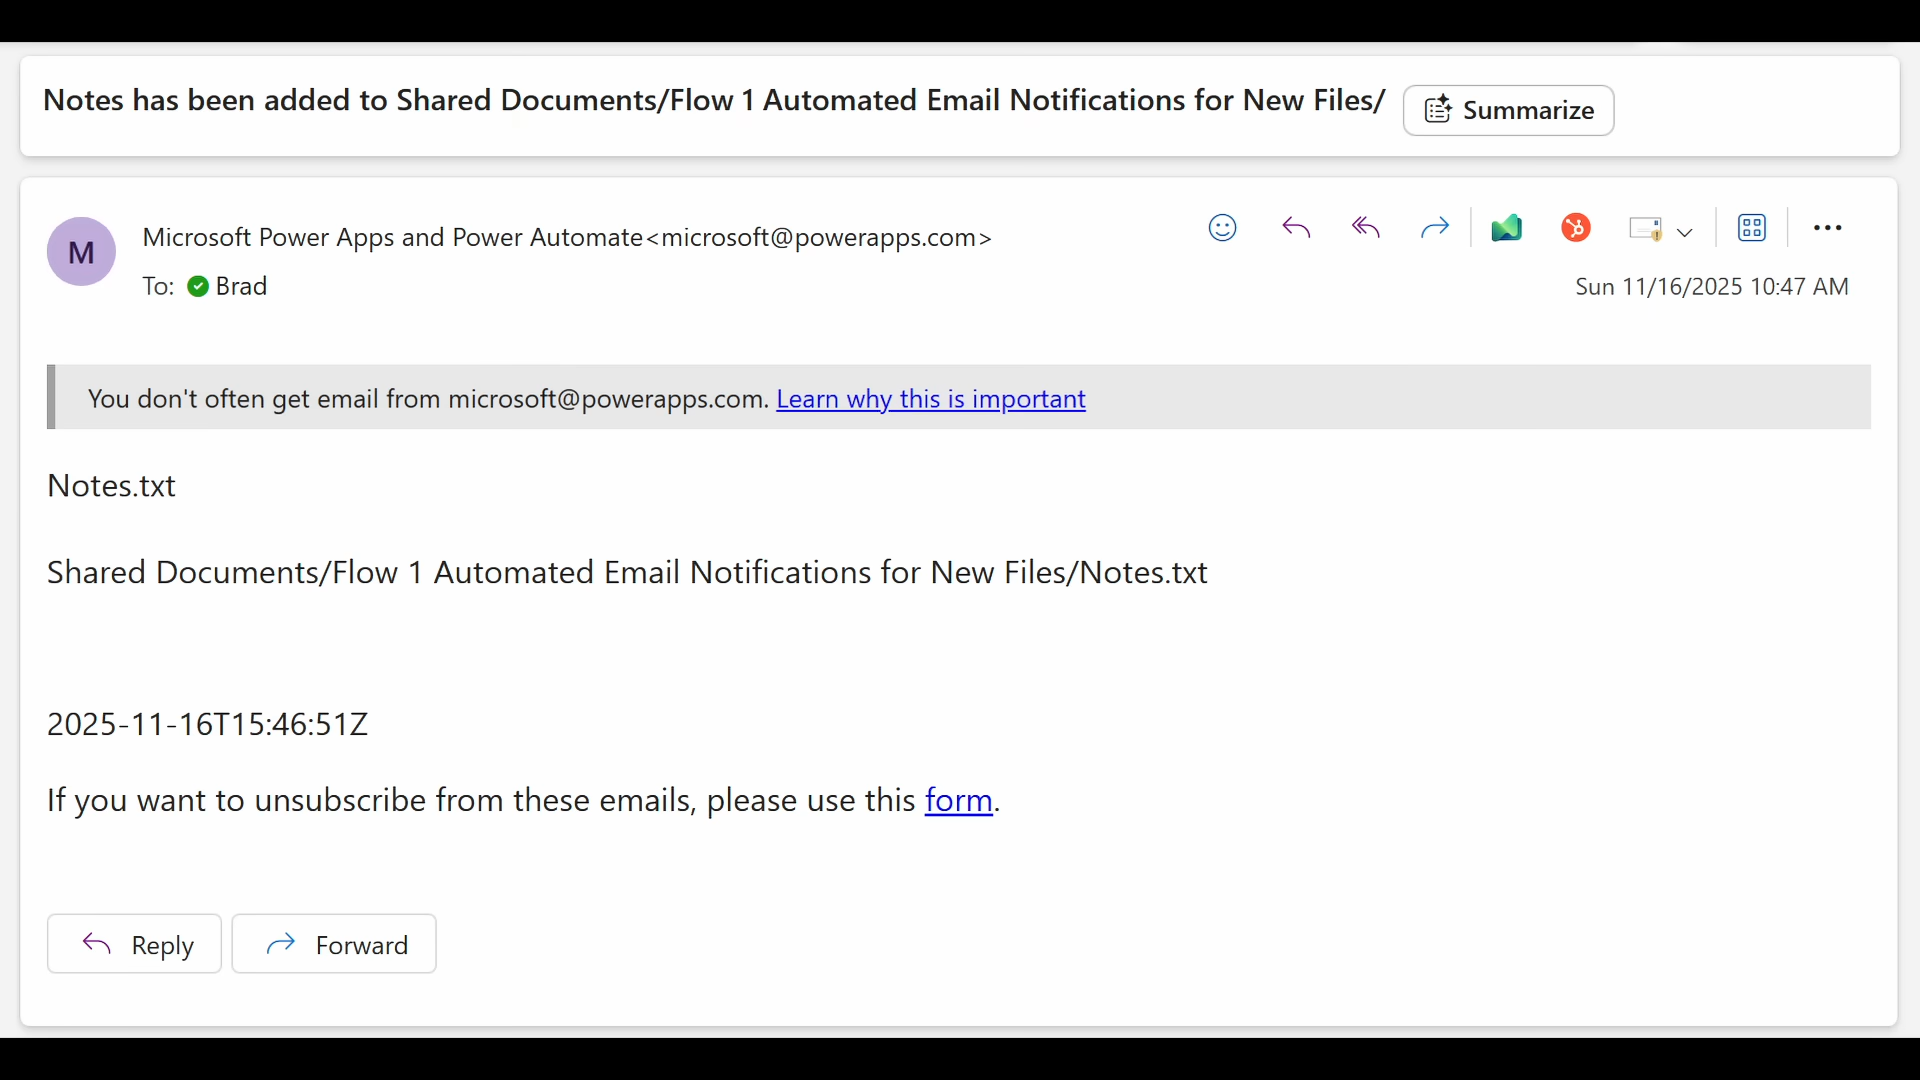 Notes has been added to Shared Documents/Flow 1 Automated Email Notifications for New Files/
Summarize
M
Microsoft Power Apps and Power Automate<microsoft@powerapps.com>
To: Brad
Sun 11/16/2025 10:47 AM
You don't often get email from microsoft@powerapps.com. Learn why this is important
Notes.txt
Shared Documents/Flow 1 Automated Email Notifications for New Files/Notes.txt
2025-11-16T15:46:51Z
If you want to unsubscribe from these emails, please use this form.
Reply
Forward